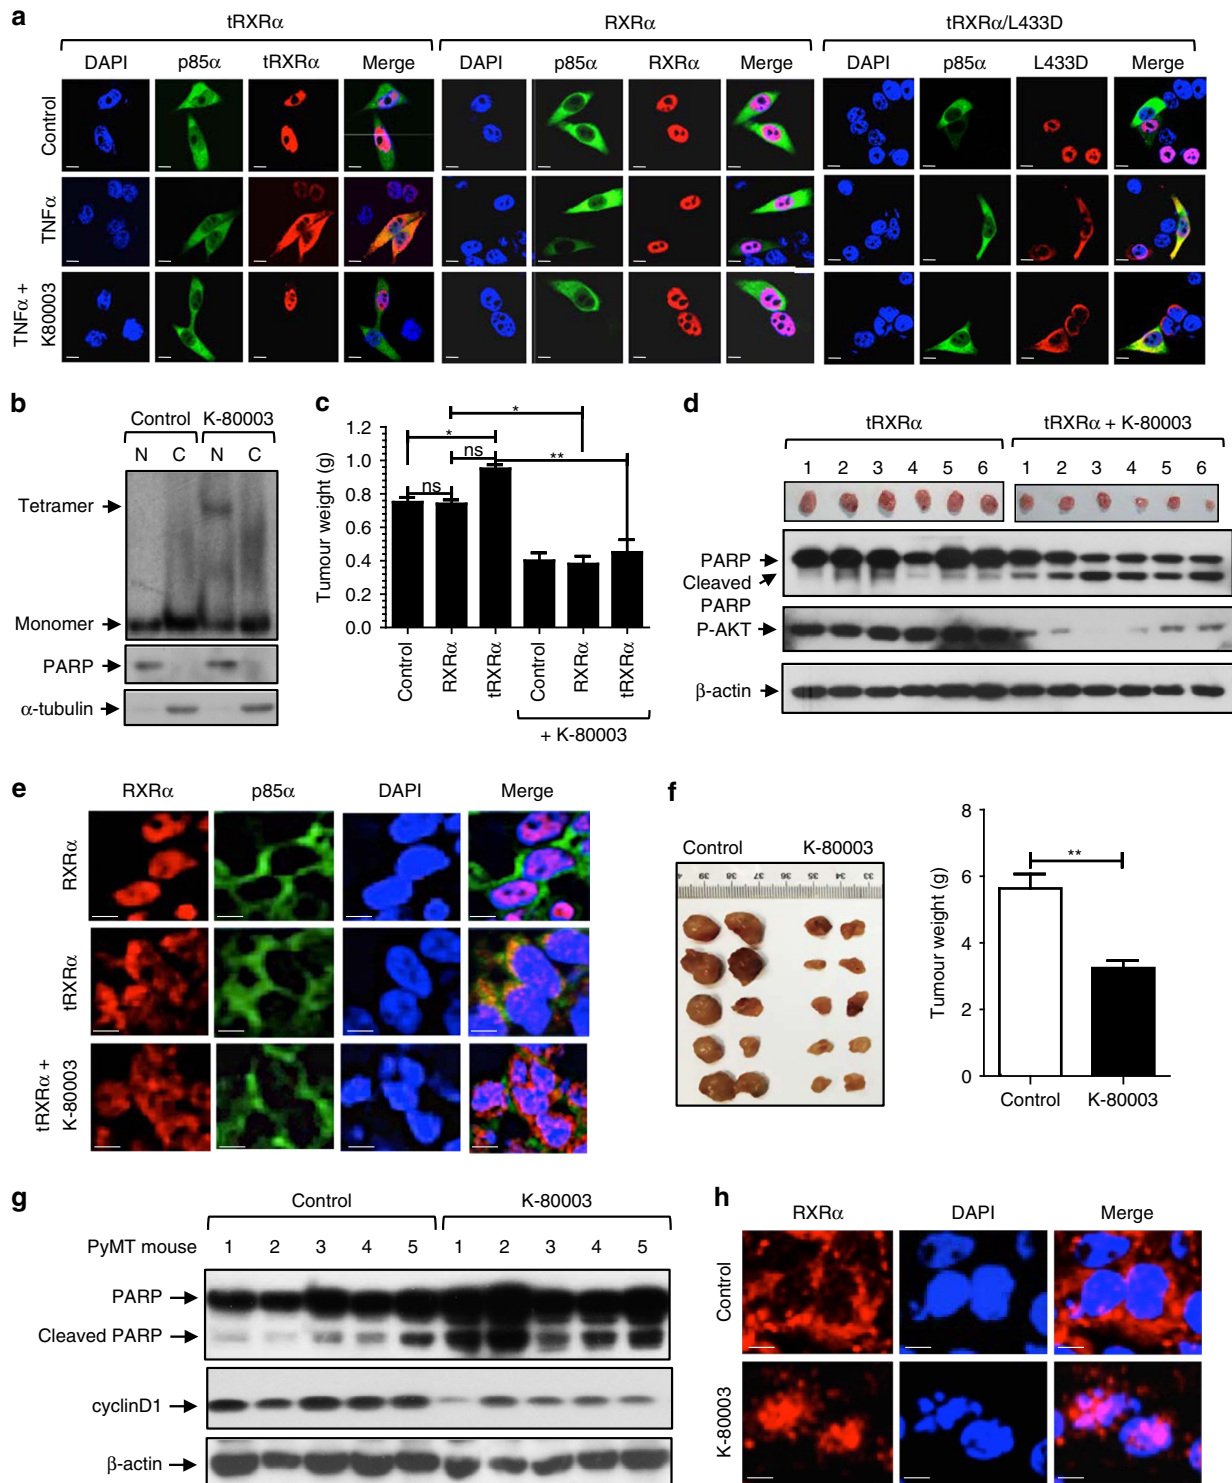 a
tRXRα RXRα tRXRα/L433D
DAPI p85α tRXRα Merge DAPI p85α RXRα Merge DAPI p85α L433D Merge
Control
TNFα
TNFα + K80003
b
Control K-80003
N C N C
Tetramer
Monomer
PARP
α-tubulin
c
Tumour weight (g)
1.2
1.0
0.8
0.6
0.4
0.2
0.0
*
*
ns
**
ns
Control RXRα tRXRα Control RXRα tRXRα
+ K-80003
d
tRXRα tRXRα + K-80003
1 2 3 4 5 6 1 2 3 4 5 6
PARP
Cleaved
PARP
P-AKT
β-actin
e
RXRα p85α DAPI Merge
RXRα
tRXRα
tRXRα + K-80003
f
Control K-80003
39 38 37 35 34 33
Tumour weight (g)
8
6
4
2
0
**
Control K-80003
g
Control K-80003
PyMT mouse 1 2 3 4 5 1 2 3 4 5
PARP
Cleaved PARP
cyclinD1
β-actin
h
RXRα DAPI Merge
Control
K-80003